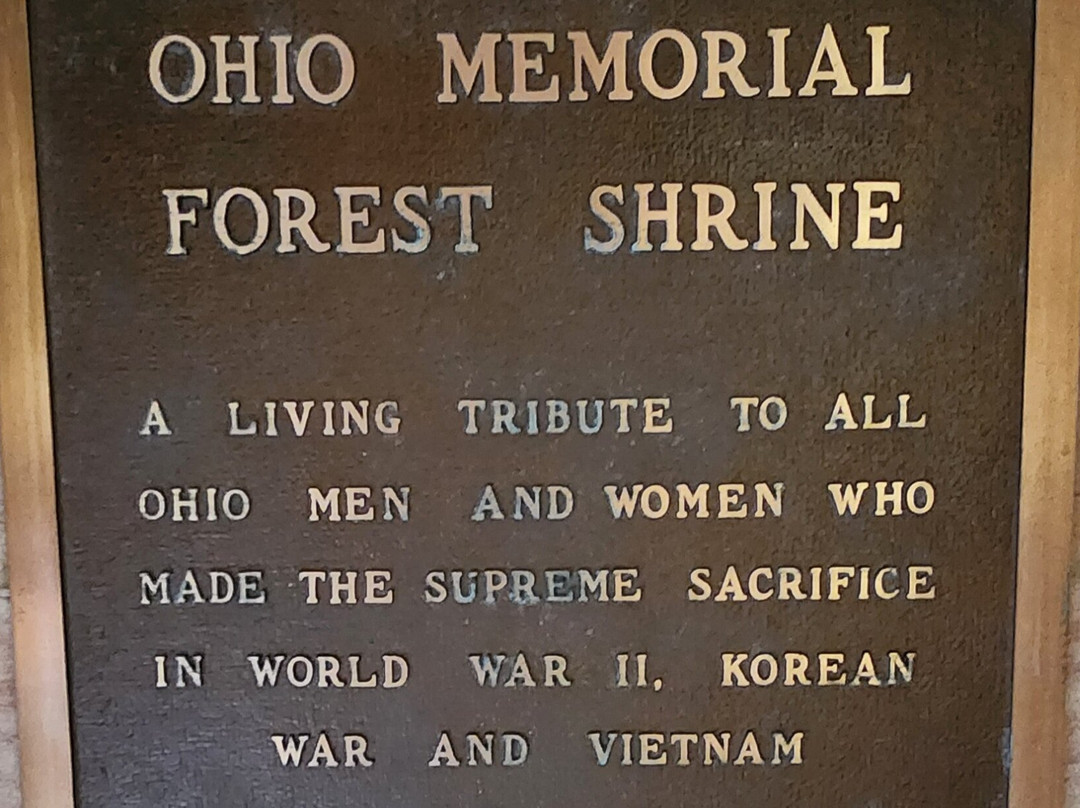 OHIO MEMORIAL
FOREST SHRINE
A LIVING TRIBUTE TO ALL
OHIO MEN AND WOMEN WHO
MADE THE SUPREME SACRIFICE
IN WORLD WAR II, KOREAN
WAR AND VIETNAM